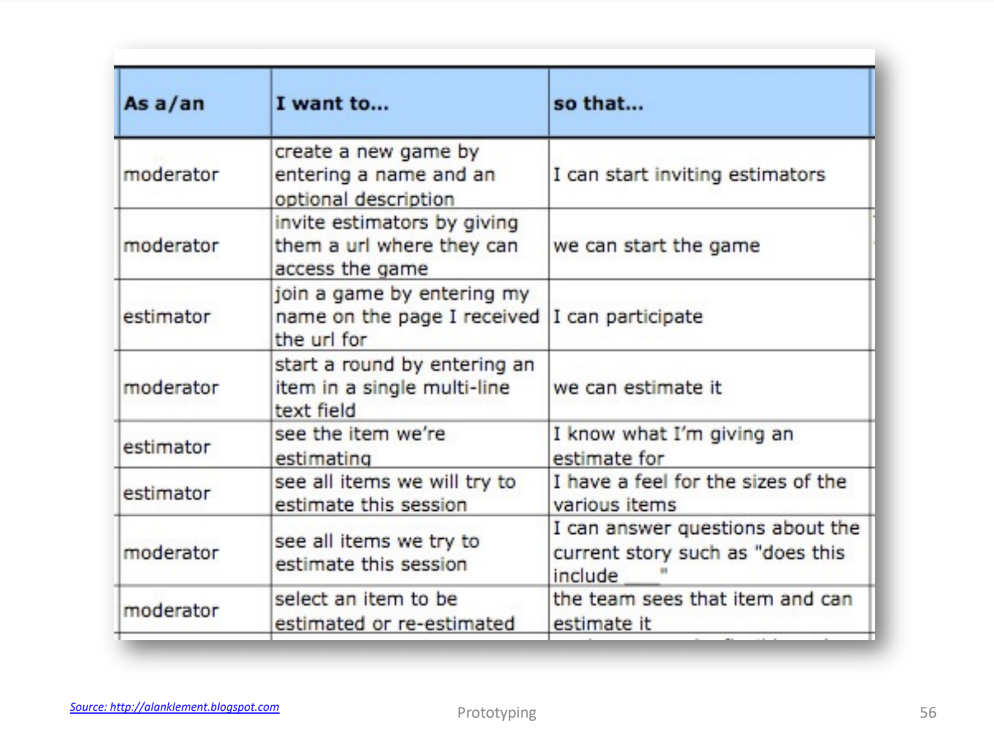 As a/an
I want to...
so that...
moderator
create a new game by
entering a name and an
optional description
I can start inviting estimators
moderator
invite estimators by giving
them a url where they can
access the game
we can start the game
estimator
join a game by entering my
name on the page I received
the url for
I can participate
moderator
start a round by entering an
item in a single multi-line
text field
we can estimate it
estimator
see the item we're
estimating
I know what I'm giving an
estimate for
estimator
see all items we will try to
estimate this session
I have a feel for the sizes of the
various items
moderator
see all items we try to
estimate this session
I can answer questions about the
current story such as "does this
include ___"
moderator
select an item to be
estimated or re-estimated
the team sees that item and can
estimate it
Source: http://alanklement.blogspot.com
Prototyping
56